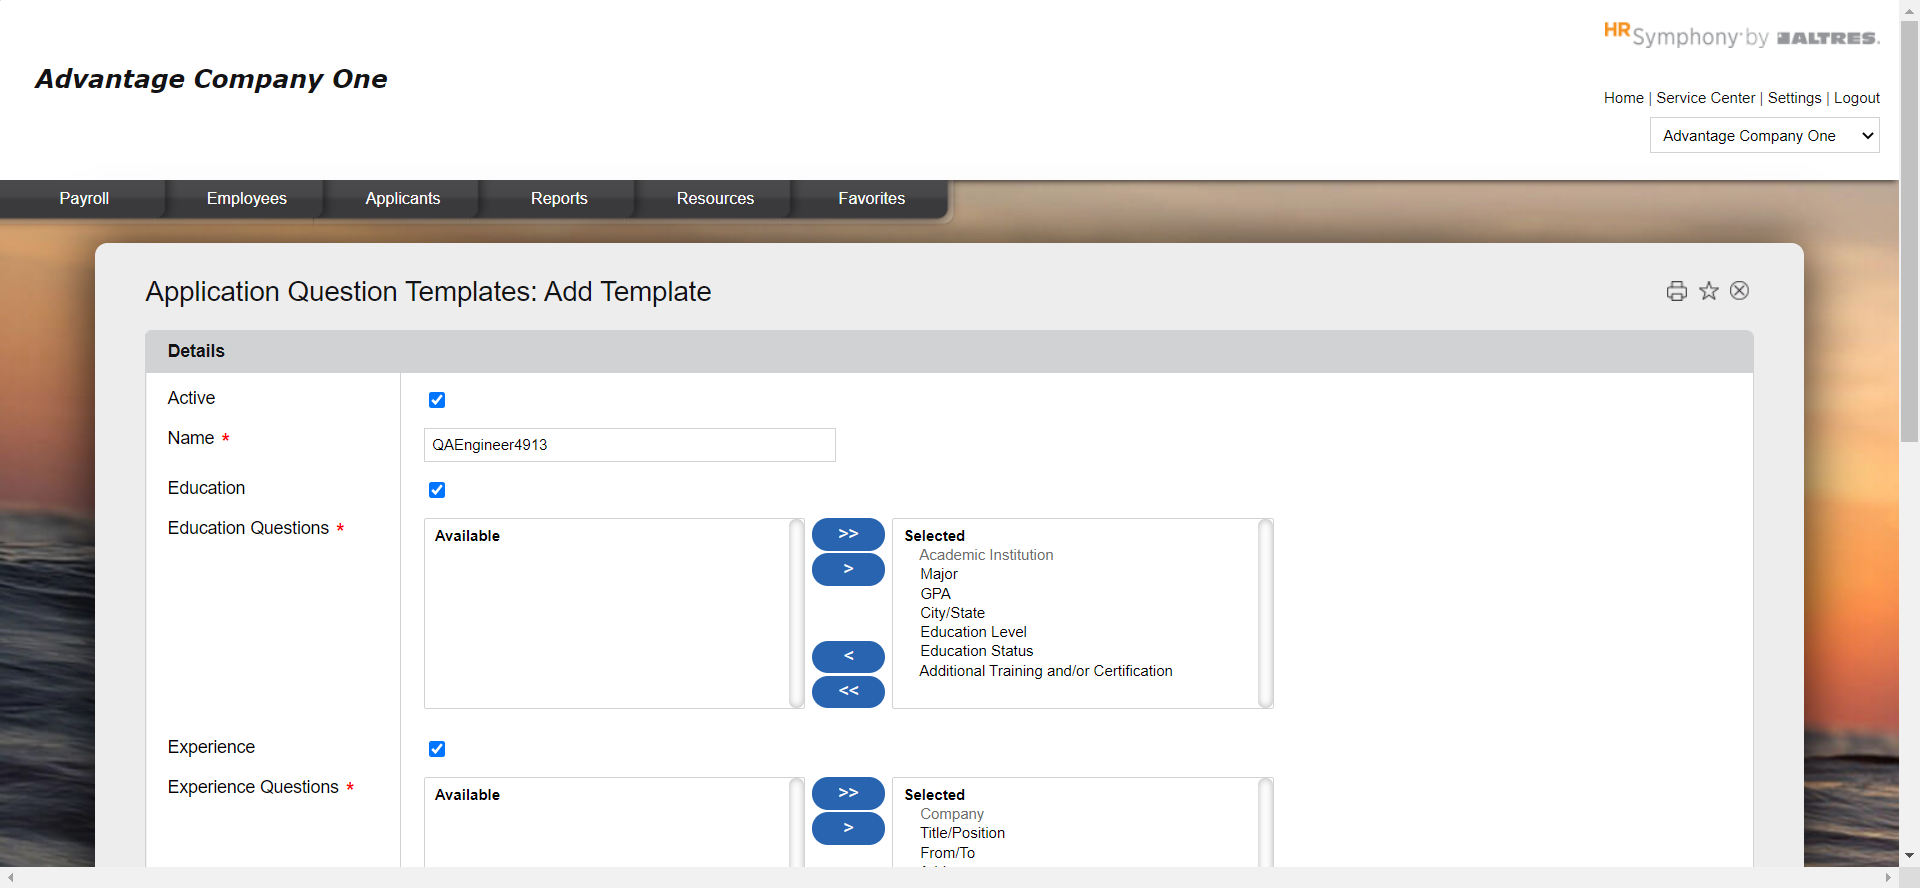 HR Symphony by ALTRES.
Advantage Company One
Home | Service Center | Settings | Logout
Advantage Company One
Payroll Employees Applicants Reports Resources Favorites
Application Question Templates: Add Template
Details
Active
Name *
QAEngineer4913
Education
Education Questions *
Available
>>
>
<
<<
Selected
Academic Institution
Major
GPA
City/State
Education Level
Education Status
Additional Training and/or Certification
Experience
Experience Questions *
Available
>>
>
Selected
Company
Title/Position
From/To